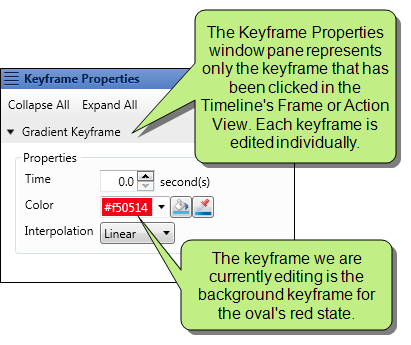 The Keyframe Properties
window pane represents
only the keyframe that has
been clicked in the
Timeline's Frame or Action
View. Each keyframe is
edited individually.
Keyframe Properties
Collapse All Expand All
Gradient Keyframe
Properties
Time 0.0 second(s)
Color #f50514
Interpolation Linear
The keyframe we are
currently editing is the
background keyframe for
the oval's red state.